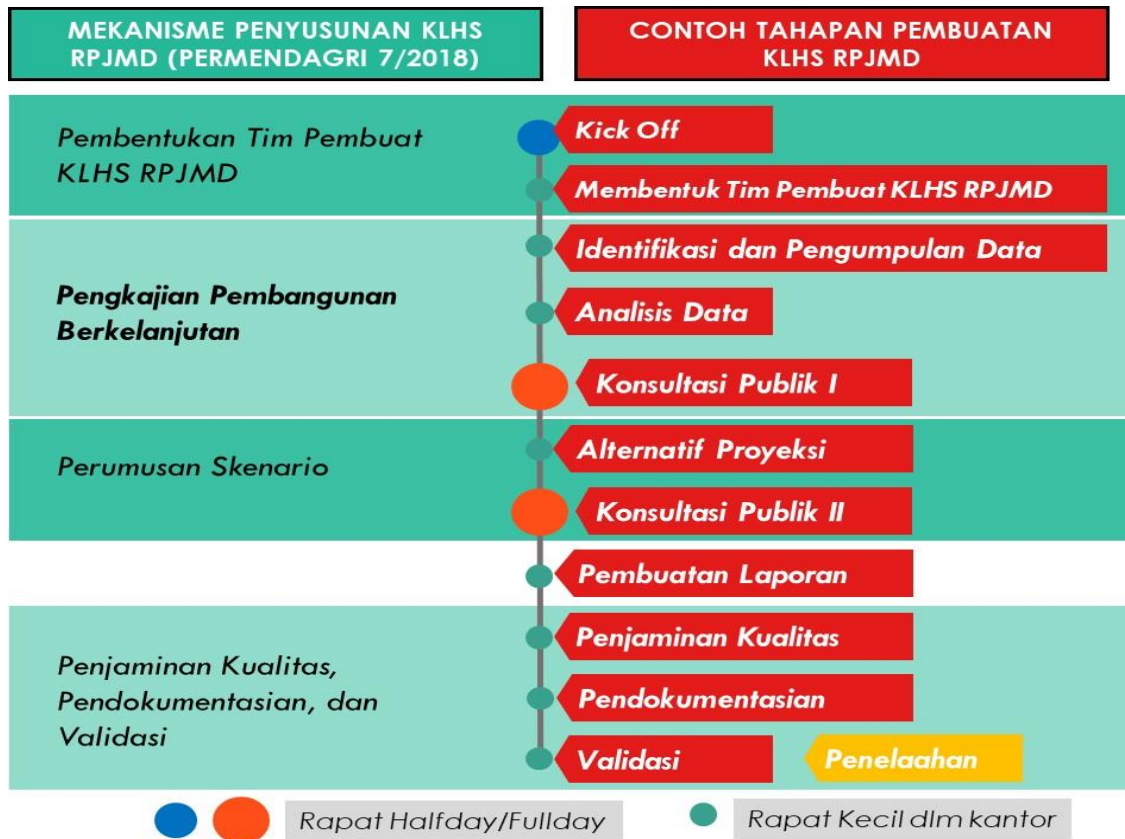 MEKANISME PENYUSUNAN KLHS
RPJMD (PERMENDAGRI 7/2018)
CONTOH TAHAPAN PEMBUATAN
KLHS RPJMD
Pembentukan Tim Pembuat
KLHS RPJMD
Kick Off
Membentuk Tim Pembuat KLHS RPJMD
Pengkajian Pembangunan
Berkelanjutan
Identifikasi dan Pengumpulan Data
Analisis Data
Konsultasi Publik I
Perumusan Skenario
Alternatif Proyeksi
Konsultasi Publik II
Pembuatan Laporan
Penjaminan Kualitas,
Pendokumentasian, dan
Validasi
Penjaminan Kualitas
Pendokumentasian
Validasi
Penelaahan
Rapat Halfday/Fullday
Rapat Kecil dlm kantor